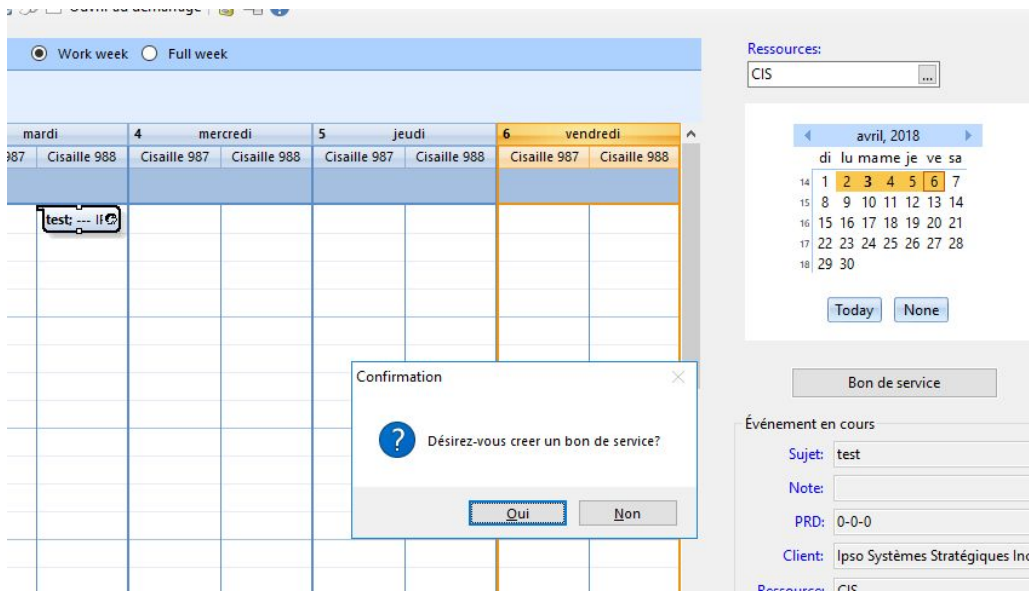 Ouvrir au démarrage
Work week Full week
mardi 4 mercredi 5 jeudi 6 vendredi
987 Cisaille 988 Cisaille 987 Cisaille 988 Cisaille 987 Cisaille 988 Cisaille 987 Cisaille 988
test; ---
Confirmation
Désirez-vous creer un bon de service?
Oui Non
Ressources:
CIS ...
avril, 2018
di lu ma me je ve sa
14 1 2 3 4 5 6 7
15 8 9 10 11 12 13 14
16 15 16 17 18 19 20 21
17 22 23 24 25 26 27 28
18 29 30
Today None
Bon de service
Événement en cours
Sujet: test
Note:
PRD: 0-0-0
Client: Ipso Systèmes Stratégiques Inc
Ressource: CIS